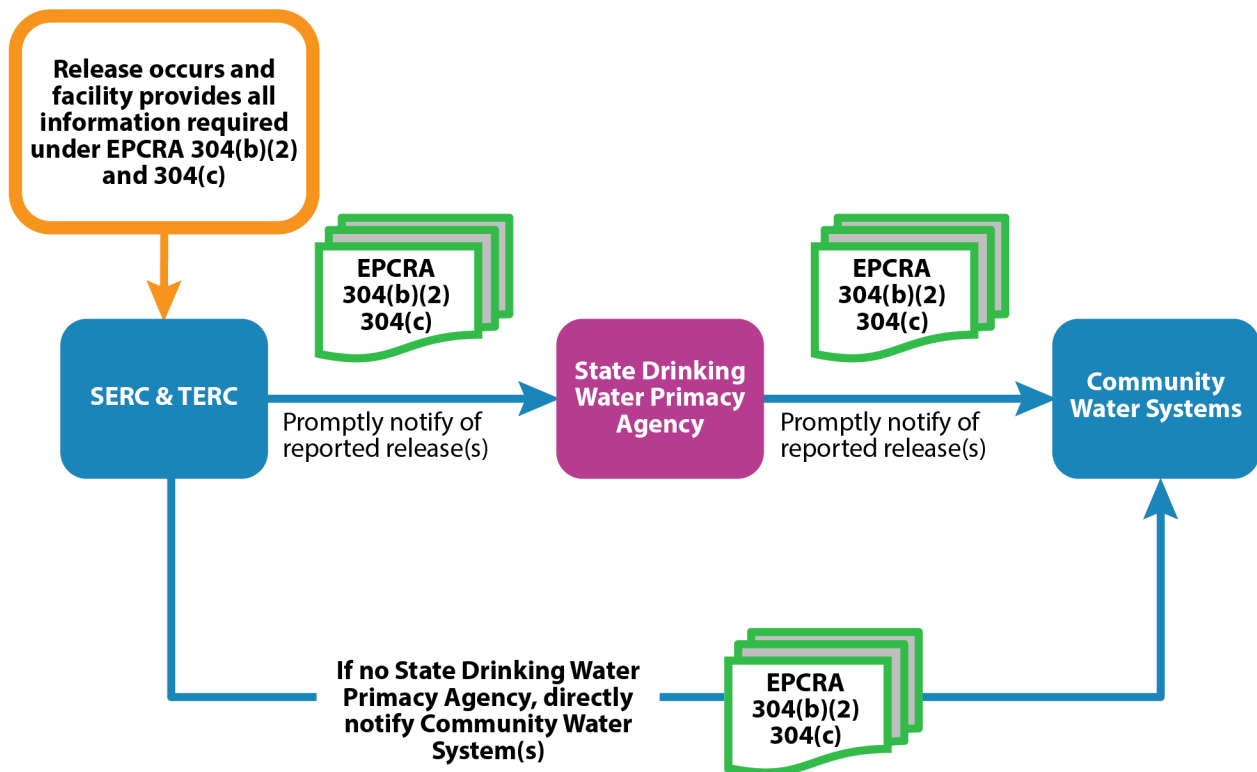 Release occurs and
facility provides all
information required
under EPCRA 304(b)(2)
and 304(c)
EPCRA
304(b)(2)
304(c)
EPCRA
304(b)(2)
304(c)
SERC & TERC
Promptly notify of
reported release(s)
State Drinking
Water Primacy
Agency
Promptly notify of
reported release(s)
Community
Water Systems
If no State Drinking Water
Primacy Agency, directly
notify Community Water
System(s)
EPCRA
304(b)(2)
304(c)